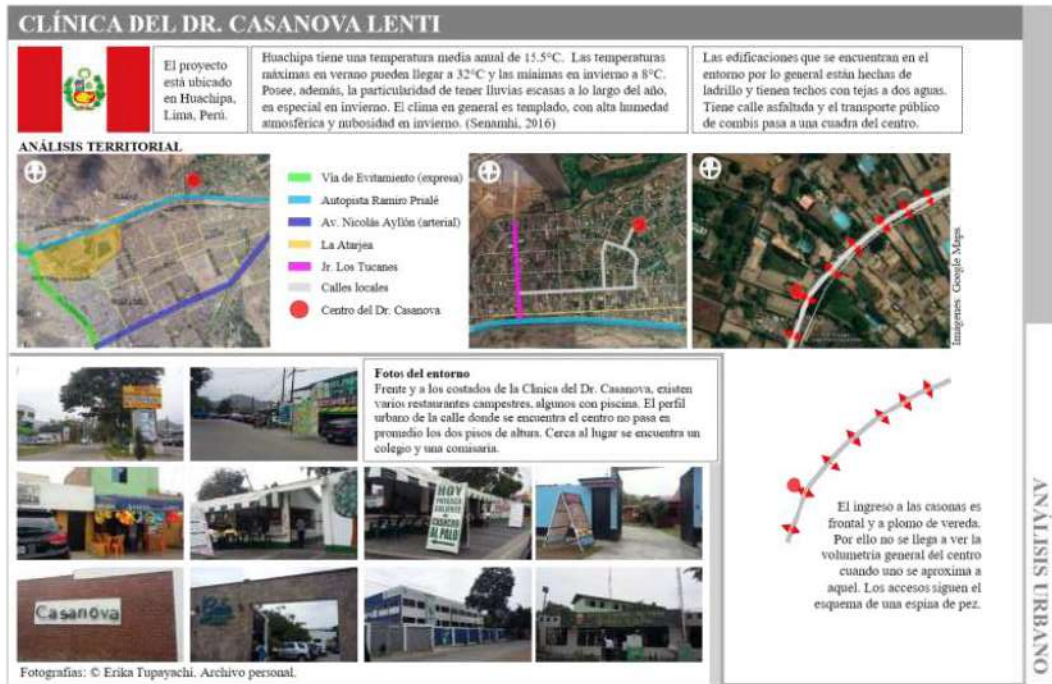 CLÍNICA DEL DR. CASANOVA LENTI
El proyecto
está ubicado
en Huachipa,
Lima, Perú.
Huachipa tiene una temperatura media anual de 15.5°C. Las temperaturas
máximas en verano pueden llegar a 32°C y las mínimas en invierno a 8°C.
Posee, además, la particularidad de tener lluvias escasas a lo largo del año,
en especial en invierno. El clima en general es templado, con alta humedad
atmosférica y nubosidad en invierno. (Senamhi, 2016)
Las edificaciones que se encuentran en el
entorno por lo general están hechas de
ladrillo y tienen techos con tejas a dos aguas.
Tiene calle asfaltada y el transporte público
de combis pasa a una cuadra del centro.
ANÁLISIS TERRITORIAL
Vía de Evitamiento (expresa)
Autopista Ramiro Prialé
Av. Nicolás Ayllón (arterial)
La Atarjea
Jr. Los Tucanes
Calles locales
Centro del Dr. Casanova
Imágenes Google Maps
Fotos del entorno
Frente y a los costados de la Clínica del Dr. Casanova, existen
varios restaurantes campestres, algunos con piscina. El perfil
urbano de la calle donde se encuentra el centro no pasa en
promedio los dos pisos de altura. Cerca al lugar se encuentra un
colegio y una comisaría.
HOY
CALIENTE
AL PALO
Casanova
El ingreso a las casonas es
frontal y a plomo de vereda.
Por ello no se llega a ver la
volumetría general del centro
cuando uno se aproxima a
aquel. Los accesos siguen el
esquema de una espina de pez.
ANÁLISIS URBANO
Fotografías: © Erika Tupayachi. Archivo personal.